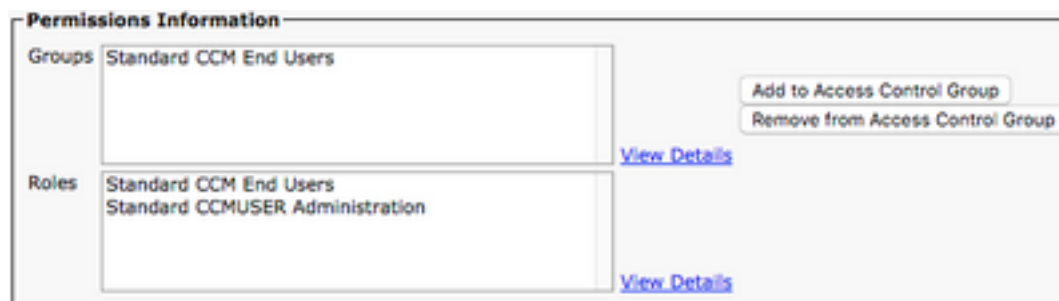 Permissions Information
Groups Standard CCM End Users
Add to Access Control Group
Remove from Access Control Group
View Details
Roles Standard CCM End Users
Standard CCMUSER Administration
View Details